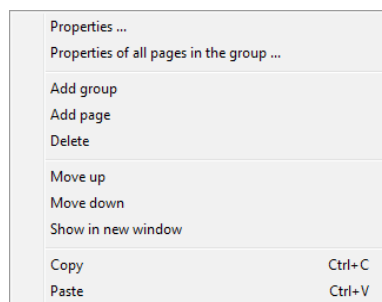 Properties ...
Properties of all pages in the group ...
Add group
Add page
Delete
Move up
Move down
Show in new window
Copy Ctrl+C
Paste Ctrl+V